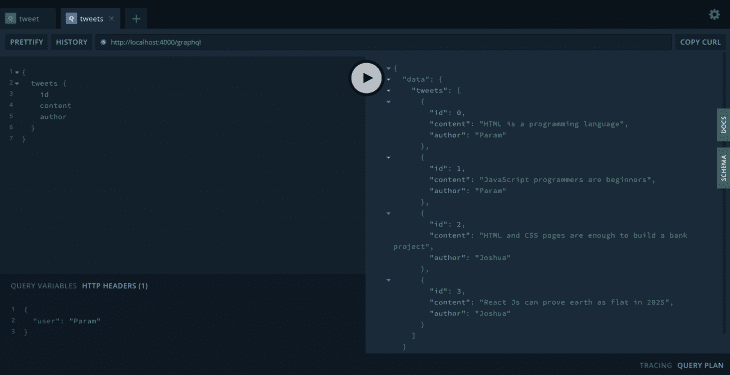 Q tweet
Q tweets ×
+
PRETTIFY HISTORY http://localhost:4000/graphql COPY CURL
1 {
2 tweets {
3 id
4 content
5 author
6 }
7 }
QUERY VARIABLES HTTP HEADERS (1)
1 {
2 "user": "Param"
3 }
{
"data": {
"tweets": [
{
"id": 0,
"content": "HTML is a programming language",
"author": "Param"
},
{
"id": 1,
"content": "JavaScript programmers are beginners",
"author": "Param"
},
{
"id": 2,
"content": "HTML and CSS pages are enough to build a bank
project",
"author": "Joshua"
},
{
"id": 3,
"content": "React Js can prove earth as flat in 2025",
"author": "Joshua"
}
]
}
DOCS
SCHEMA
TRACING QUERY PLAN